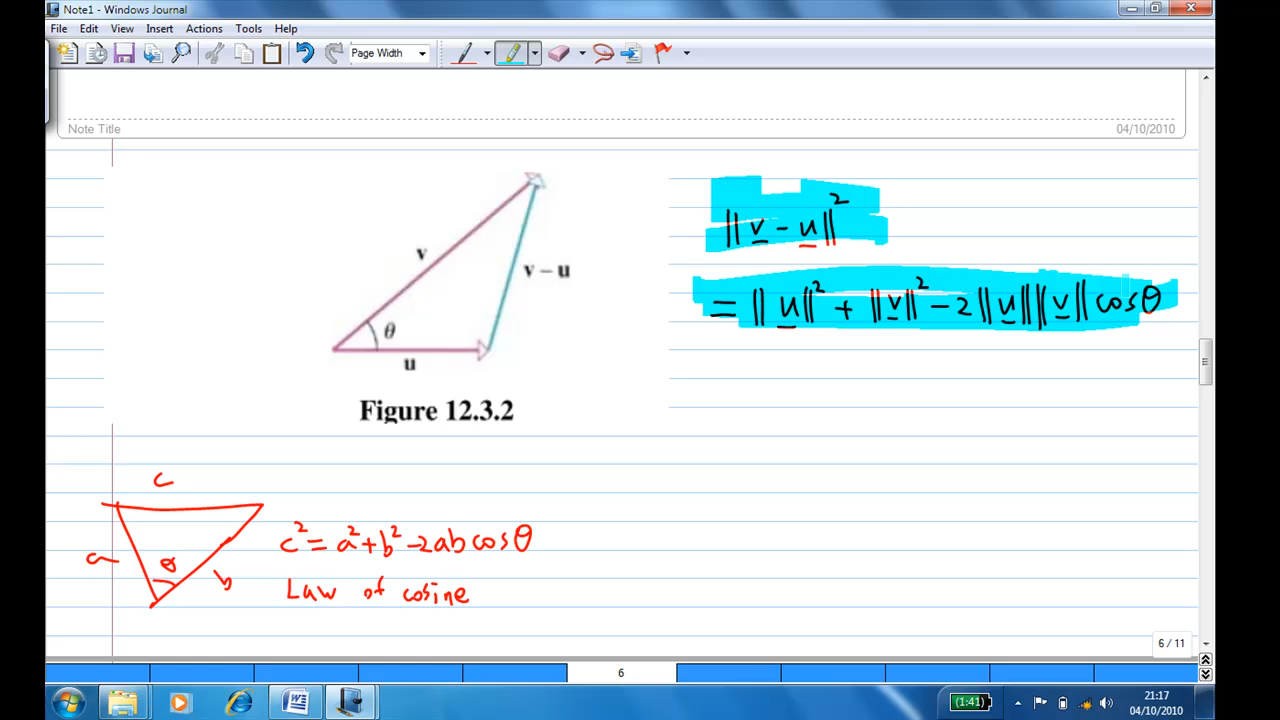 Note1 - Windows Journal
File Edit View Insert Actions Tools Help
Page Width
Note Title
04/10/2010
v
v – u
θ
u
Figure 12.3.2
||v - u||²
= ||u||² + ||v||² - 2||u||||v|| cosθ
c
a
θ
b
c² = a² + b² - 2ab cosθ
Law of cosine
6 / 11
6
(1:41)
21:17
04/10/2010